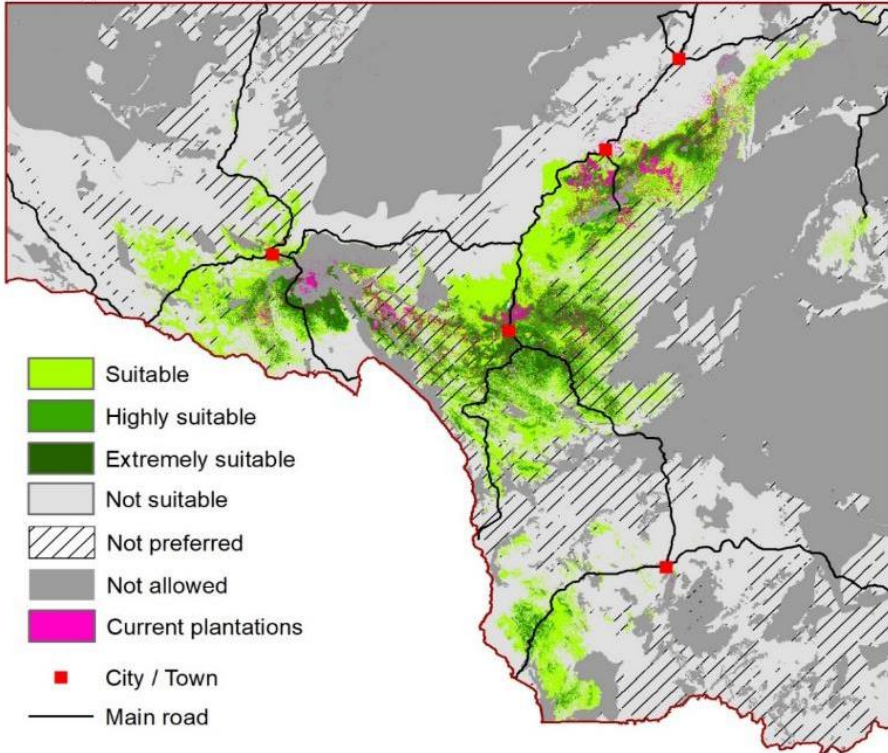 Suitable
Highly suitable
Extremely suitable
Not suitable
Not preferred
Not allowed
Current plantations
City / Town
Main road